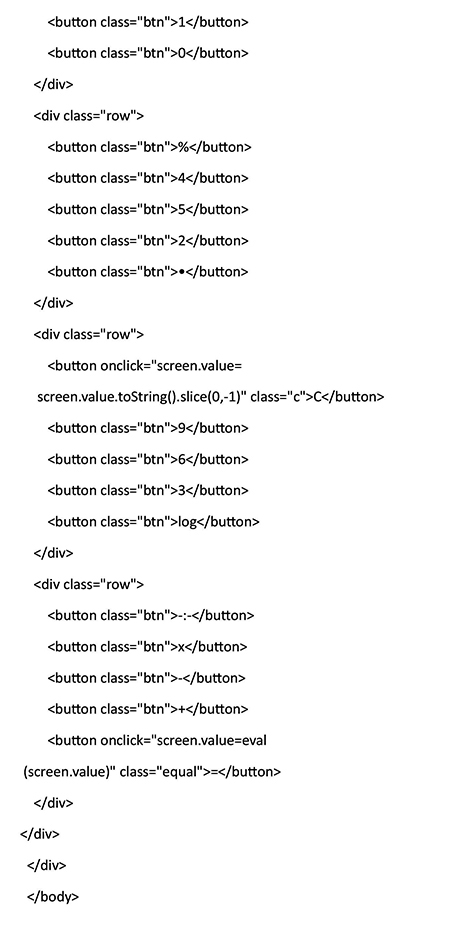 <button class="btn">1</button>
<button class="btn">0</button>
</div>
<div class="row">
<button class="btn">%</button>
<button class="btn">4</button>
<button class="btn">5</button>
<button class="btn">2</button>
<button class="btn">•</button>
</div>
<div class="row">
<button onclick="screen.value=
screen.value.toString().slice(0,-1)" class="c">C</button>
<button class="btn">9</button>
<button class="btn">6</button>
<button class="btn">3</button>
<button class="btn">log</button>
</div>
<div class="row">
<button class="btn">-:-</button>
<button class="btn">x</button>
<button class="btn">-</button>
<button class="btn">+</button>
<button onclick="screen.value=eval
(screen.value)" class="equal">=</button>
</div>
</div>
</div>
</body>